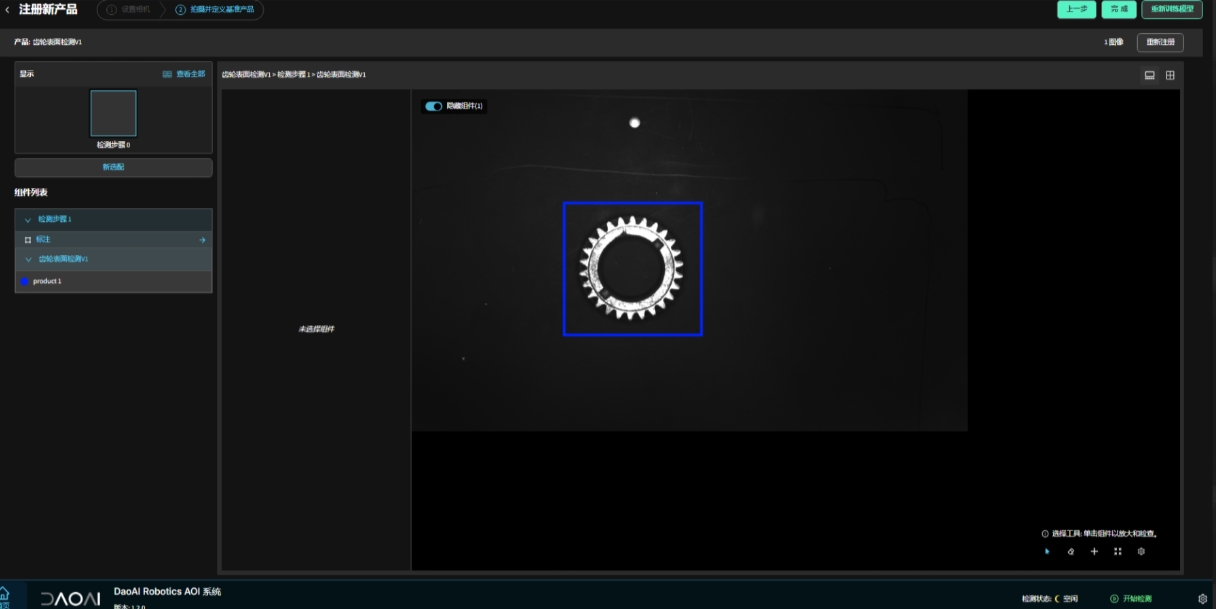 注册新产品
1 设置相机
2 拍摄并定义基准产品
上一步
完成
重新训练模型
产品: 齿轮表面检测V1
1 图像
重新注册
显示
查看全部
检测步骤 0
新匹配
组件列表
检测步骤 1
标注
齿轮表面检测V1
product 1
齿轮表面检测V1 > 检测步骤 1 > 齿轮表面检测V1
未选择组件
隐藏组件(1)
选择工具: 单击组件以放大和检查。
DAOAI
DaoAI Robotics AOI 系统
版本: 1.2.0
检测状态: 空闲
开始检测